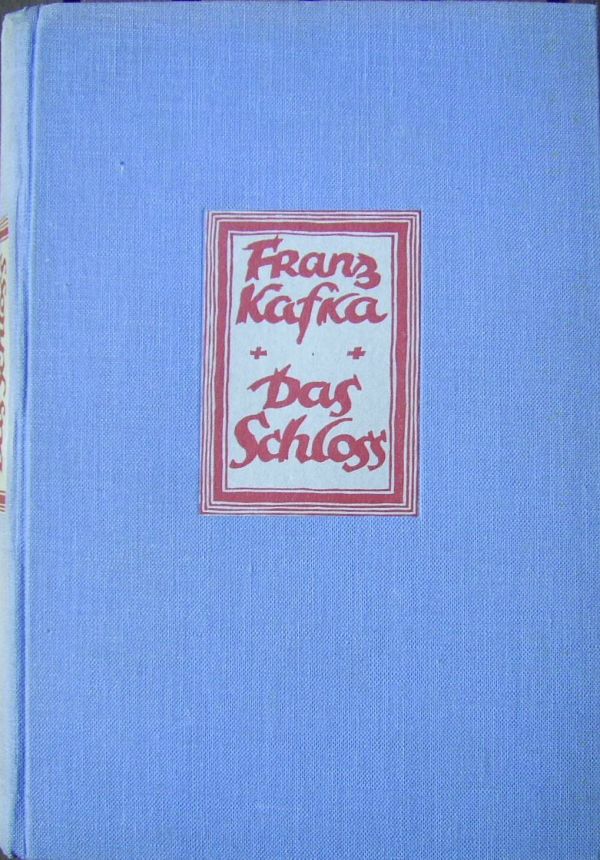 Franz
Kafka
+ +
Das
Schloss
Das Schloss